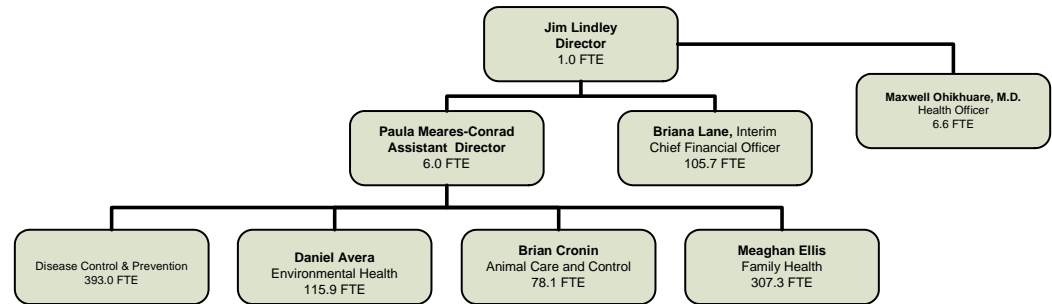 Jim Lindley
Director
1.0 FTE
Maxwell Ohikhuare, M.D.
Health Officer
6.6 FTE
Paula Meares-Conrad
Assistant Director
6.0 FTE
Briana Lane, Interim
Chief Financial Officer
105.7 FTE
Disease Control & Prevention
393.0 FTE
Daniel Avera
Environmental Health
115.9 FTE
Brian Cronin
Animal Care and Control
78.1 FTE
Meaghan Ellis
Family Health
307.3 FTE